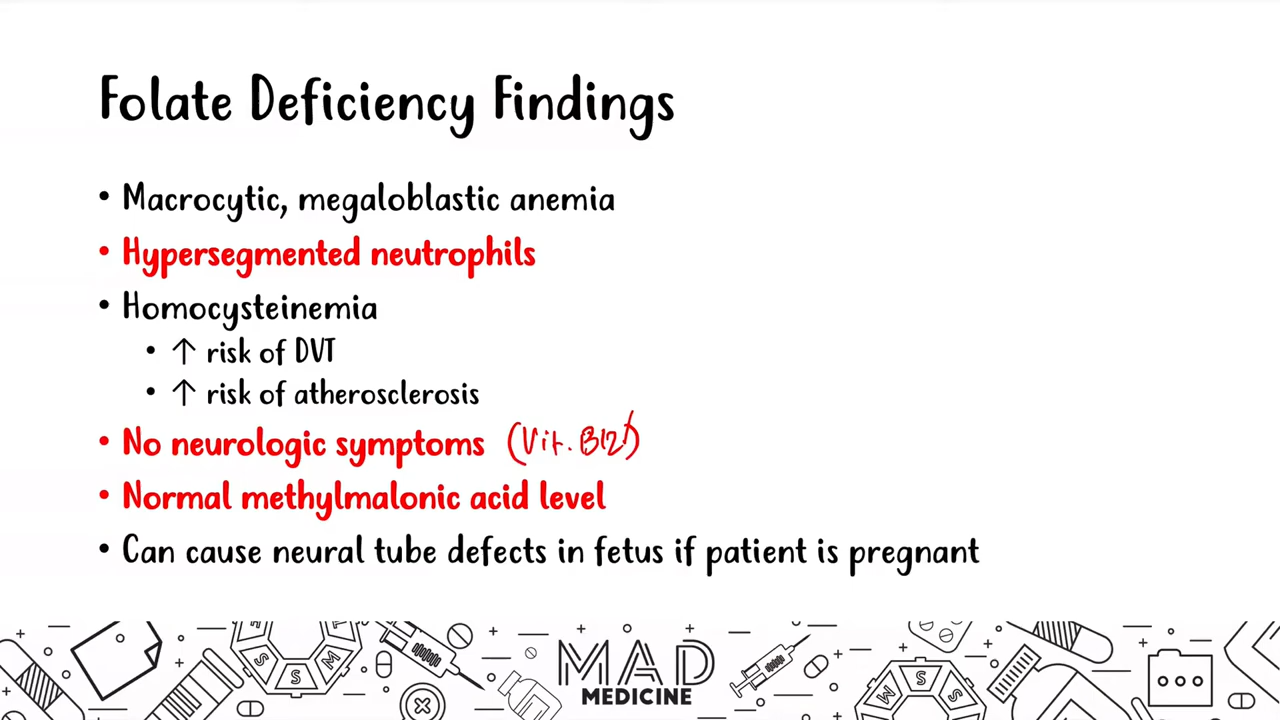 Folate Deficiency Findings
• Macrocytic, megaloblastic anemia
• Hypersegmented neutrophils
• Homocysteinemia
• ↑ risk of DVT
• ↑ risk of atherosclerosis
• No neurologic symptoms (Vit. B12)
• Normal methylmalonic acid level
• Can cause neural tube defects in fetus if patient is pregnant
S S M
M S S
MAD
MEDICINE